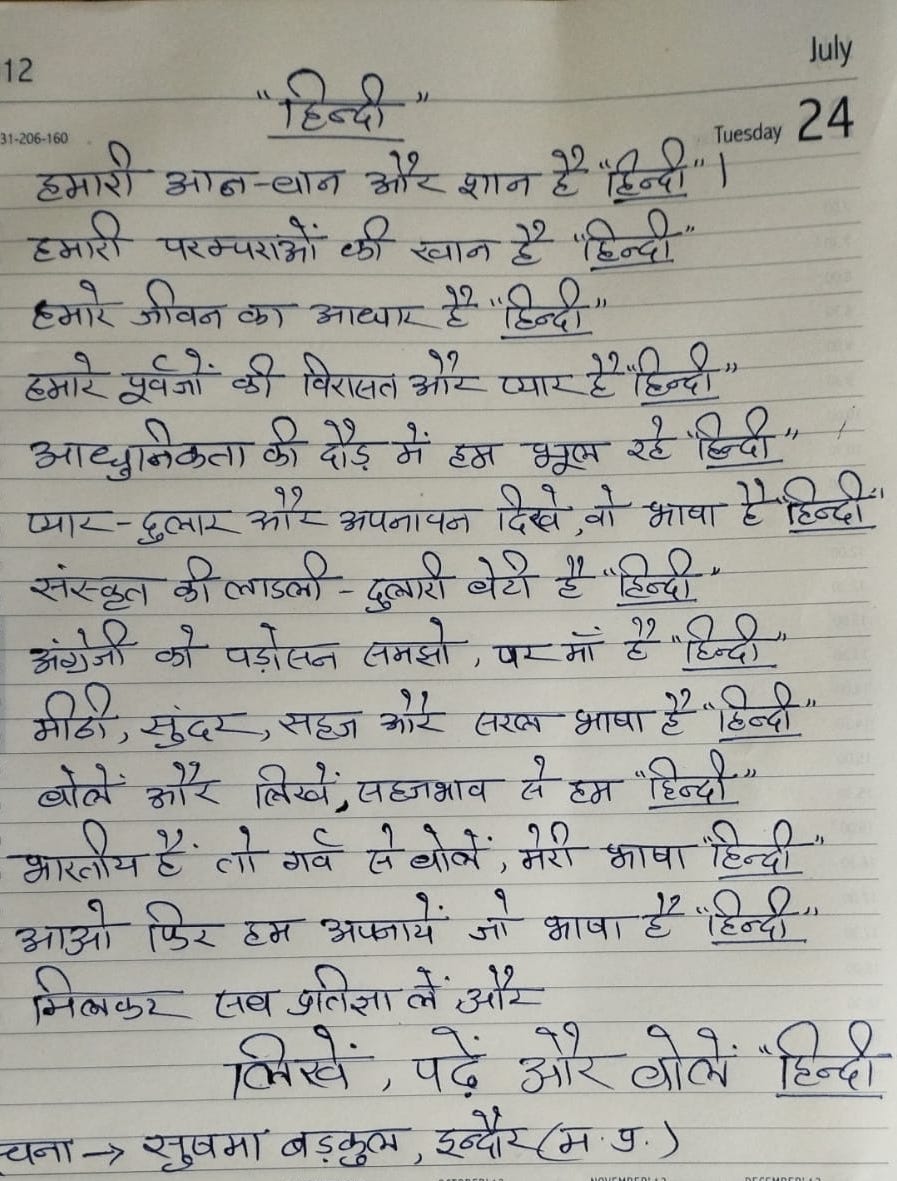 12
July
"हिन्दी"
31-206-160
Tuesday 24
हमारी आन-बान और शान है "हिन्दी" ।
हमारी परम्पराओं की खान है "हिन्दी"
हमारे जीवन का आधार है "हिन्दी"
हमारे पूर्वजों की विरासत और प्यार है "हिन्दी"
आधुनिकता की दौड़ में हम भूल रहे "हिन्दी"
प्यार-दुलार और अपनापन दिखे, वो भाषा है "हिन्दी"
संस्कृत की लाडली - दुलारी बेटी है "हिन्दी"
अंग्रेजी को पड़ोसन समझो, पर माँ है "हिन्दी"
मीठी, सुंदर, सहज और सरल भाषा है "हिन्दी"
बोलें और लिखें, सहजभाव से हम "हिन्दी"
भारतीय हैं तो गर्व से बोलें, मेरी भाषा "हिन्दी"
आओ फिर हम अपनायें जो भाषा है "हिन्दी"
मिलकर सब प्रतिज्ञा लें और
लिखें, पढ़ें और बोलें "हिन्दी
चना → सुषमा बड़कुल, इन्दौर (म. प्र.)